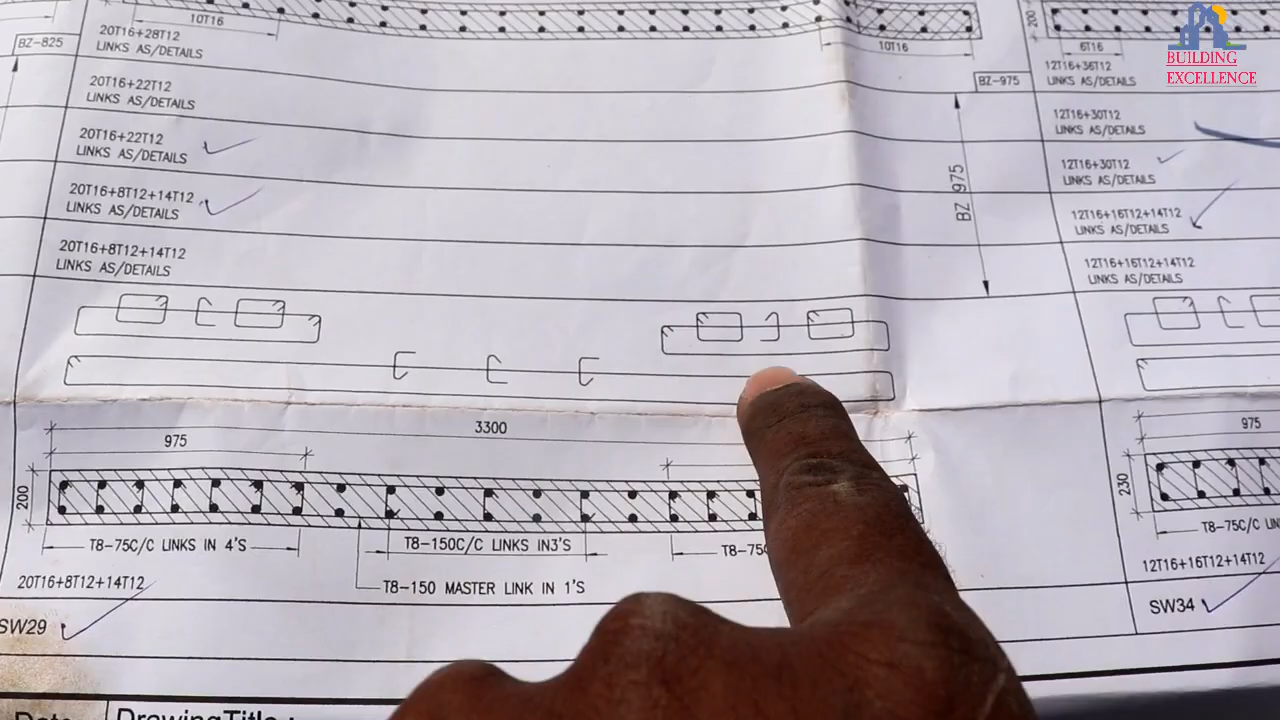 10T16
BZ-825
20T16+28T12
LINKS AS/DETAILS
20T16+22T12
LINKS AS/DETAILS
20T16+22T12
LINKS AS/DETAILS
20T16+8T12+14T12
LINKS AS/DETAILS
20T16+8T12+14T12
LINKS AS/DETAILS
10T16
BZ-975
BZ 975
200
6T16
12T16+36T12
LINKS AS/DETAILS
12T16+30T12
LINKS AS/DETAILS
12T16+30T12
LINKS AS/DETAILS
12T16+16T12+14T12
LINKS AS/DETAILS
12T16+16T12+14T12
LINKS AS/DETAILS
BUILDING
EXCELLENCE
3300
975
200
T8-75C/C LINKS IN 4'S
T8-150C/C LINKS IN3'S
T8-75
T8-150 MASTER LINK IN 1'S
20T16+8T12+14T12
SW29
975
230
T8-75C/C
12T16+16T12+14T12
SW34
Date
DrawingTitle: